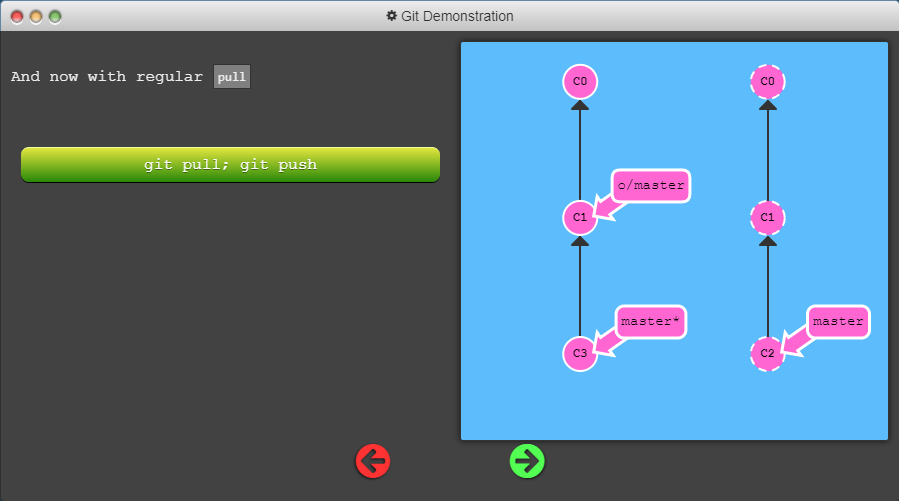 Git Demonstration
And now with regular pull
git pull; git push
C0
C0
o/master
C1
C1
master*
master
C3
C2